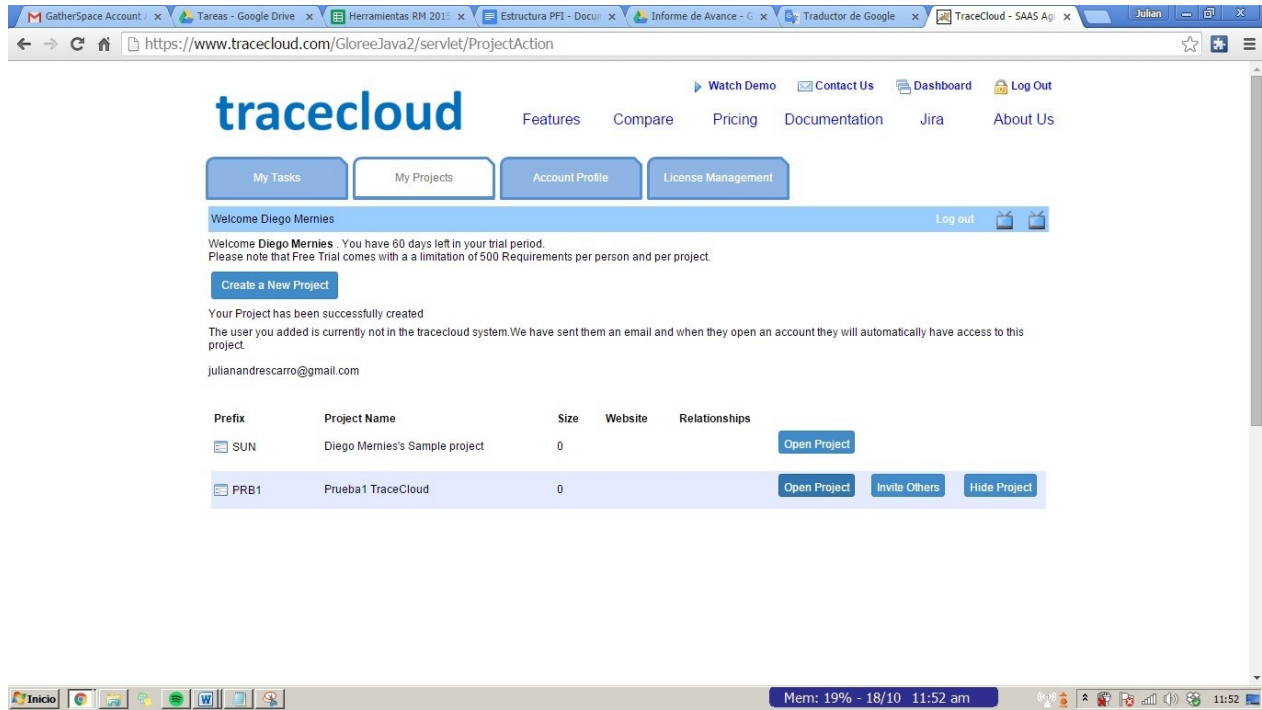 GatherSpace Account /
Tareas - Google Drive
Herramientas RM 2015
Estructura PFI - Docum
Informe de Avance - G
Traductor de Google
TraceCloud - SAAS Agi
Julian
https://www.tracecloud.com/GloreeJava2/servlet/ProjectAction
Watch Demo Contact Us Dashboard Log Out
tracecloud
Features Compare Pricing Documentation Jira About Us
My Tasks My Projects Account Profile License Management
Welcome Diego Mernies Log out
Welcome Diego Mernies . You have 60 days left in your trial period.
Please note that Free Trial comes with a a limitation of 500 Requirements per person and per project.
Create a New Project
Your Project has been successfully created
The user you added is currently not in the tracecloud system.We have sent them an email and when they open an account they will automatically have access to this
project.
julianandrescarro@gmail.com
Prefix Project Name Size Website Relationships
SUN Diego Mernies's Sample project 0 Open Project
PRB1 Prueba1 TraceCloud 0 Open Project Invite Others Hide Project
Inicio
Mem: 19% - 18/10 11:52 am
11:52